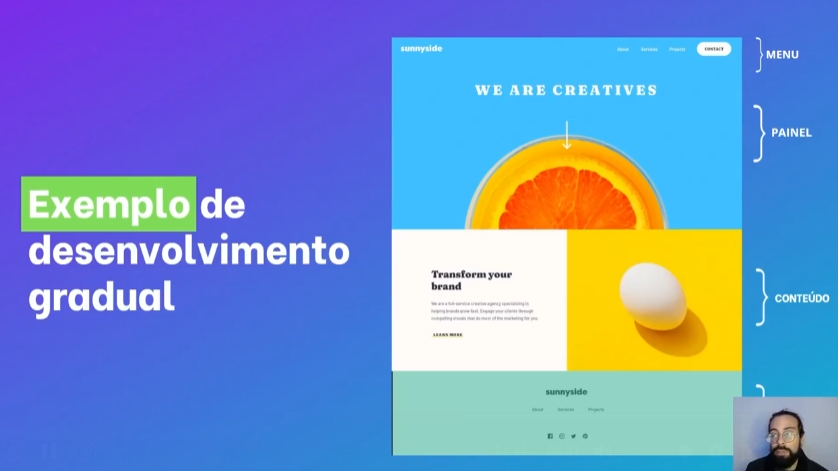 Exemplo de
desenvolvimento
gradual
sunnyside
About
Services
Projects
CONTACT
MENU
WE ARE CREATIVES
PAINEL
Transform your
brand
We are a full-service creative agency specializing in
helping brands grow fast. Engage your clients through
compelling visuals that do most of the marketing for you.
LEARN MORE
CONTEÚDO
sunnyside
About
Services
Projects